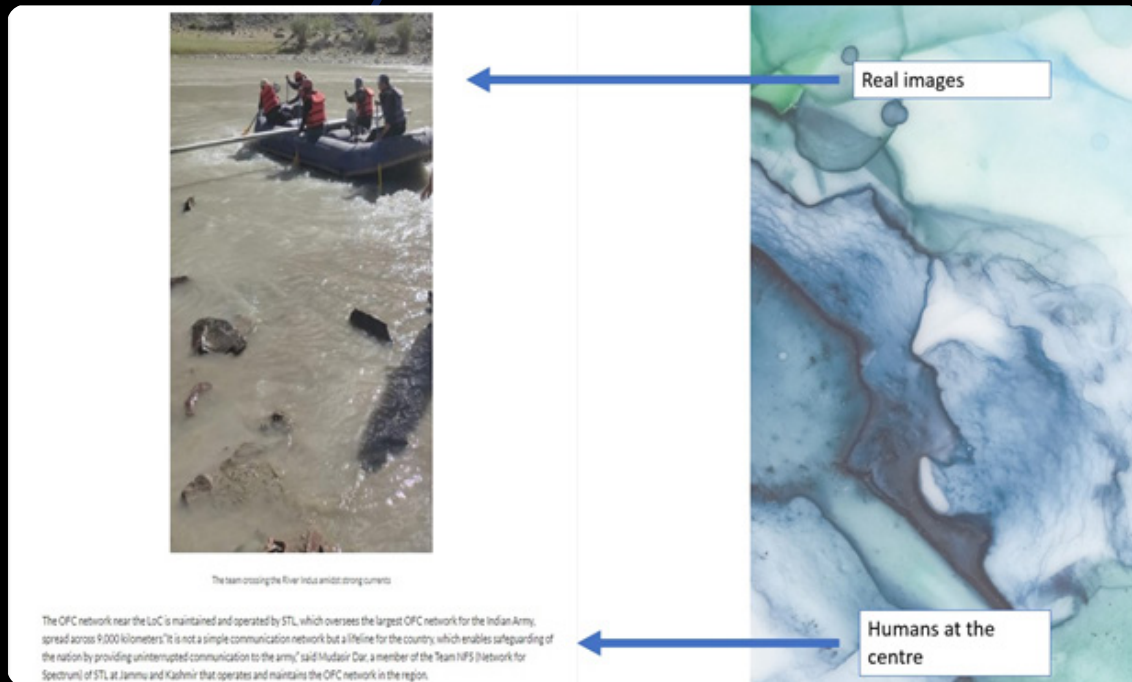 Real images
The team crossing the River Indus amidst strong currents
The OFC network near the LoC is maintained and operated by STL, which oversees the largest OFC network for the Indian Army,
spread across 9,000 kilometers."It is not a simple communication network but a lifeline for the country, which enables safeguarding of
the nation by providing uninterrupted communication to the army," said Mudasir Dar, a member of the Team NFS (Network for
Spectrum) of STL at Jammu and Kashmir that operates and maintains the OFC network in the region.
Humans at the
centre